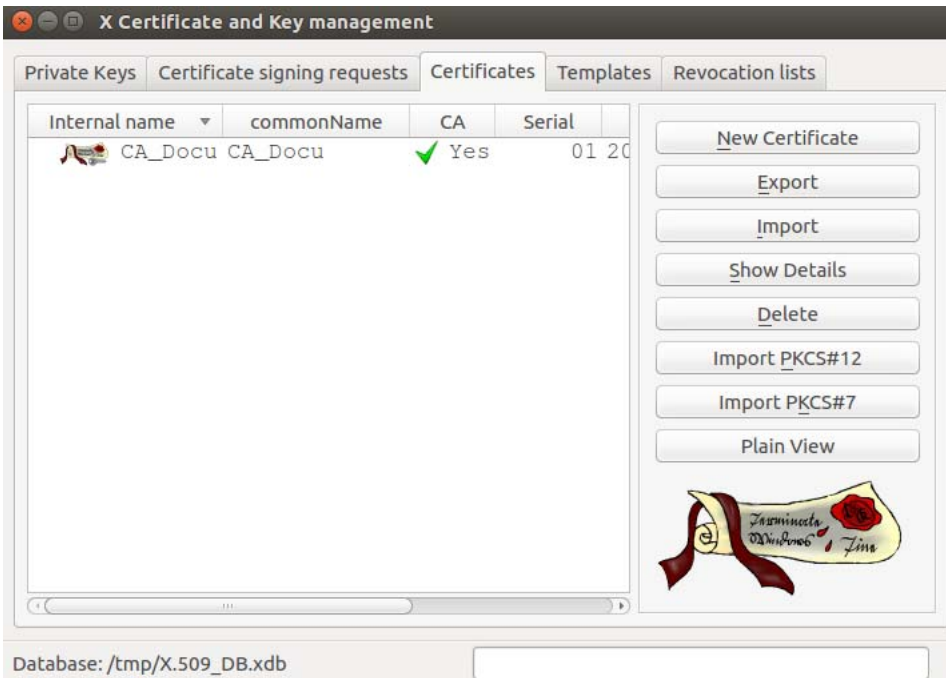 X Certificate and Key management
Private Keys Certificate signing requests Certificates Templates Revocation lists
Internal name commonName CA Serial
CA_Docu CA_Docu Yes 01 20
New Certificate
Export
Import
Show Details
Delete
Import PKCS#12
Import PKCS#7
Plain View
Database: /tmp/X.509_DB.xdb